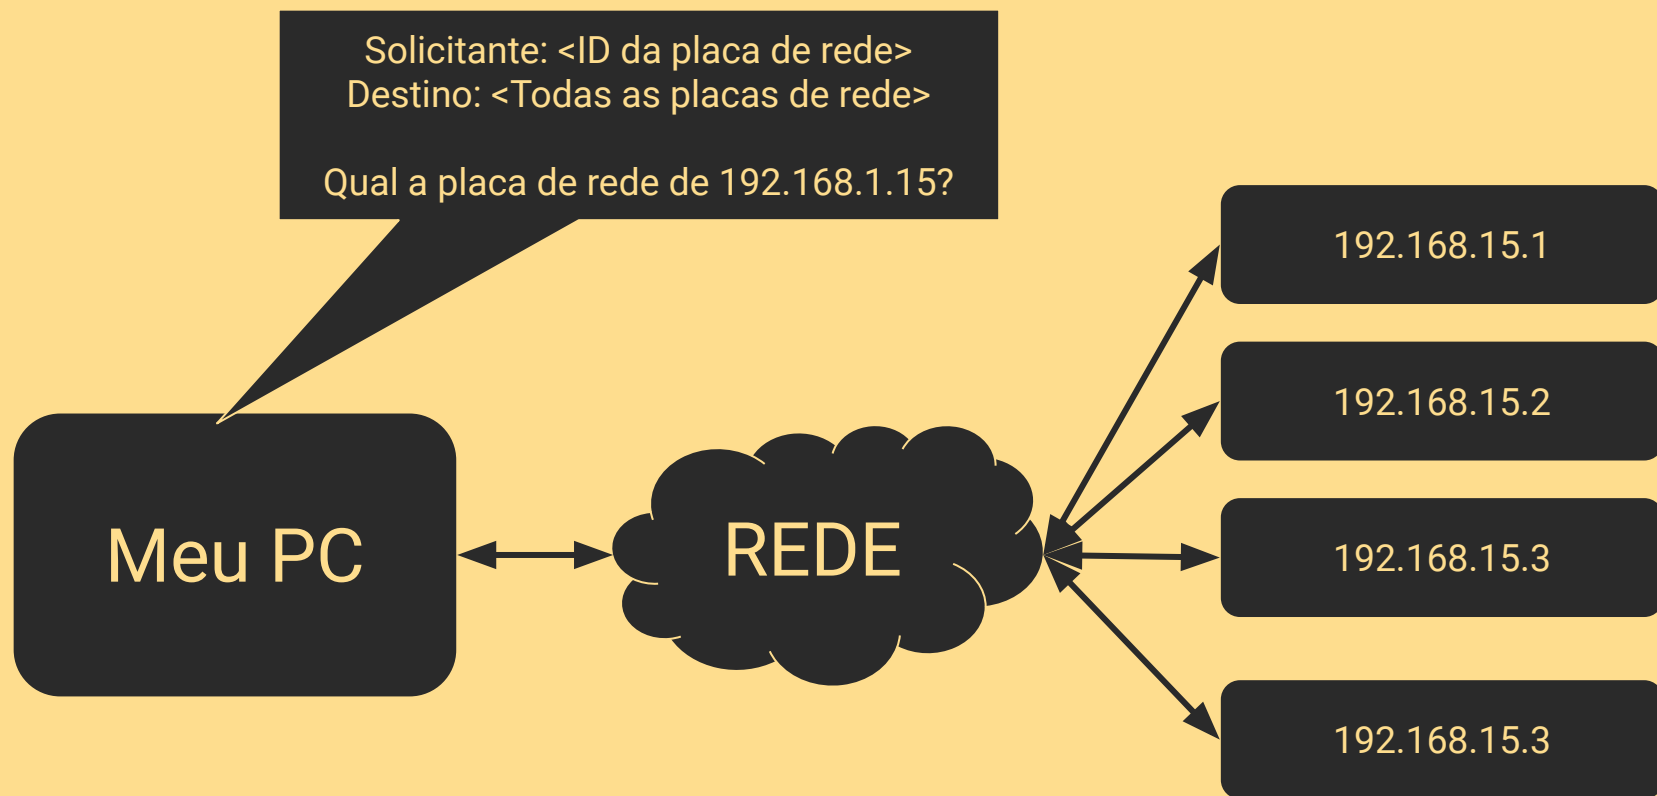 Solicitante: <ID da placa de rede>
Destino: <Todas as placas de rede>
Qual a placa de rede de 192.168.1.15?
192.168.15.1
192.168.15.2
Meu PC
REDE
192.168.15.3
192.168.15.3